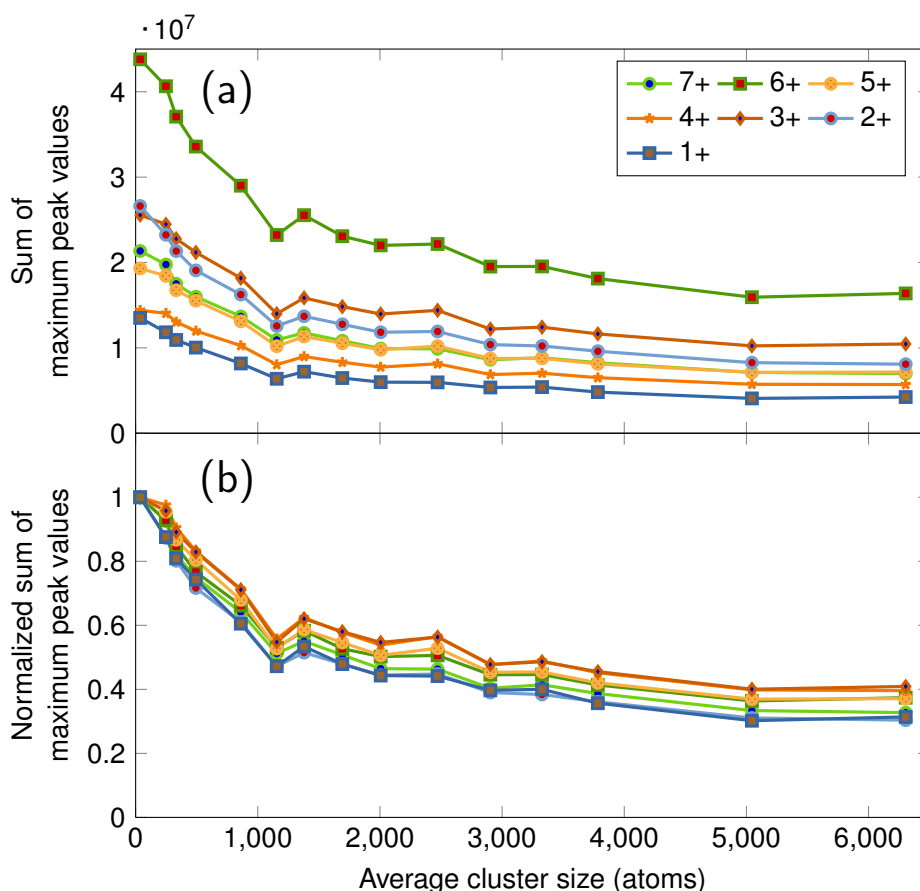 · 10^7
(a)
7+ 6+ 5+
4+ 3+ 2+
1+
4
3
2
1
0
Sum of
maximum peak values
(b)
1
0.8
0.6
0.4
0.2
0
Normalized sum of
maximum peak values
0 1,000 2,000 3,000 4,000 5,000 6,000
Average cluster size (atoms)